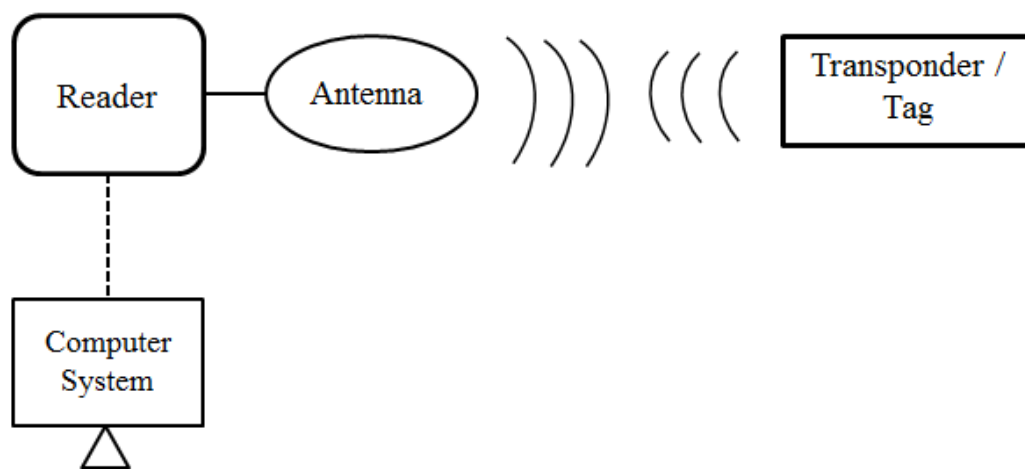 Reader
Antenna
Transponder /
Tag
Computer
System